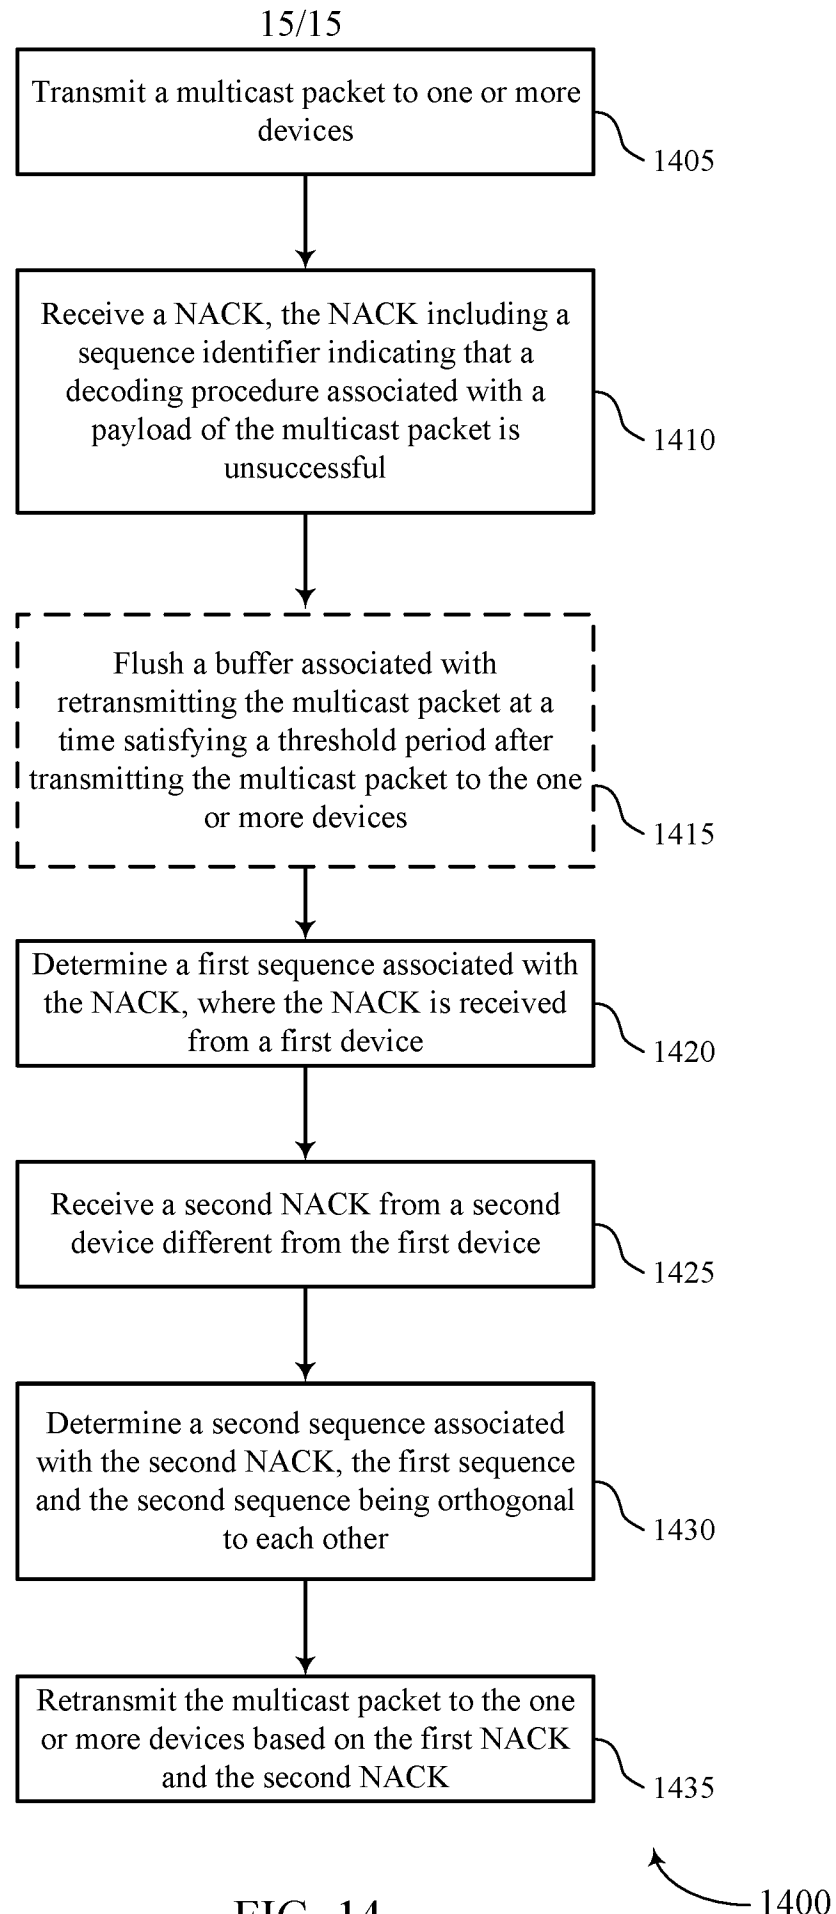 15/15
Transmit a multicast packet to one or more
devices
1405
Receive a NACK, the NACK including a
sequence identifier indicating that a
decoding procedure associated with a
payload of the multicast packet is
unsuccessful
1410
Flush a buffer associated with
retransmitting the multicast packet at a
time satisfying a threshold period after
transmitting the multicast packet to the one
or more devices
1415
Determine a first sequence associated with
the NACK, where the NACK is received
from a first device
1420
Receive a second NACK from a second
device different from the first device
1425
Determine a second sequence associated
with the second NACK, the first sequence
and the second sequence being orthogonal
to each other
1430
Retransmit the multicast packet to the one
or more devices based on the first NACK
and the second NACK
1435
1400
FIG. 14